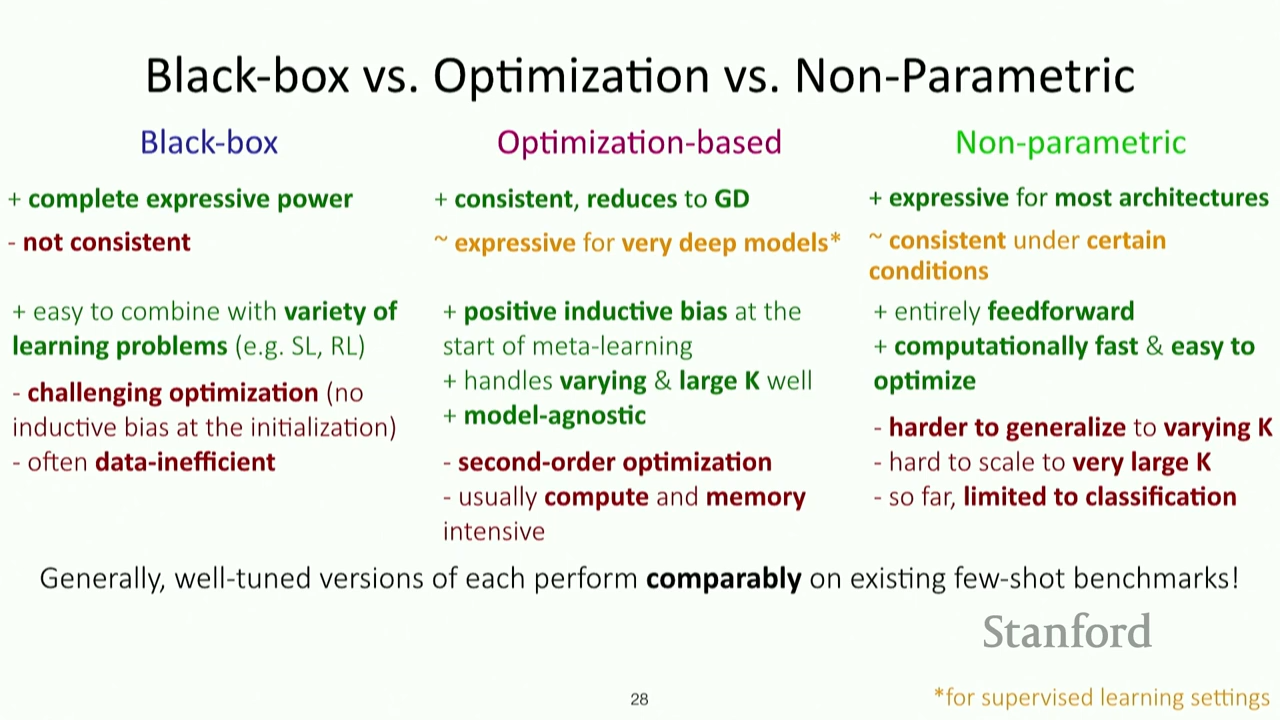 Black-box vs. Optimization vs. Non-Parametric
Black-box
+ complete expressive power
- not consistent
+ easy to combine with variety of
learning problems (e.g. SL, RL)
- challenging optimization (no
inductive bias at the initialization)
- often data-inefficient
Optimization-based
+ consistent, reduces to GD
~ expressive for very deep models*
+ positive inductive bias at the
start of meta-learning
+ handles varying & large K well
+ model-agnostic
- second-order optimization
- usually compute and memory
intensive
Non-parametric
+ expressive for most architectures
~ consistent under certain
conditions
+ entirely feedforward
+ computationally fast & easy to
optimize
- harder to generalize to varying K
- hard to scale to very large K
- so far, limited to classification
Generally, well-tuned versions of each perform comparably on existing few-shot benchmarks!
Stanford
28
*for supervised learning settings